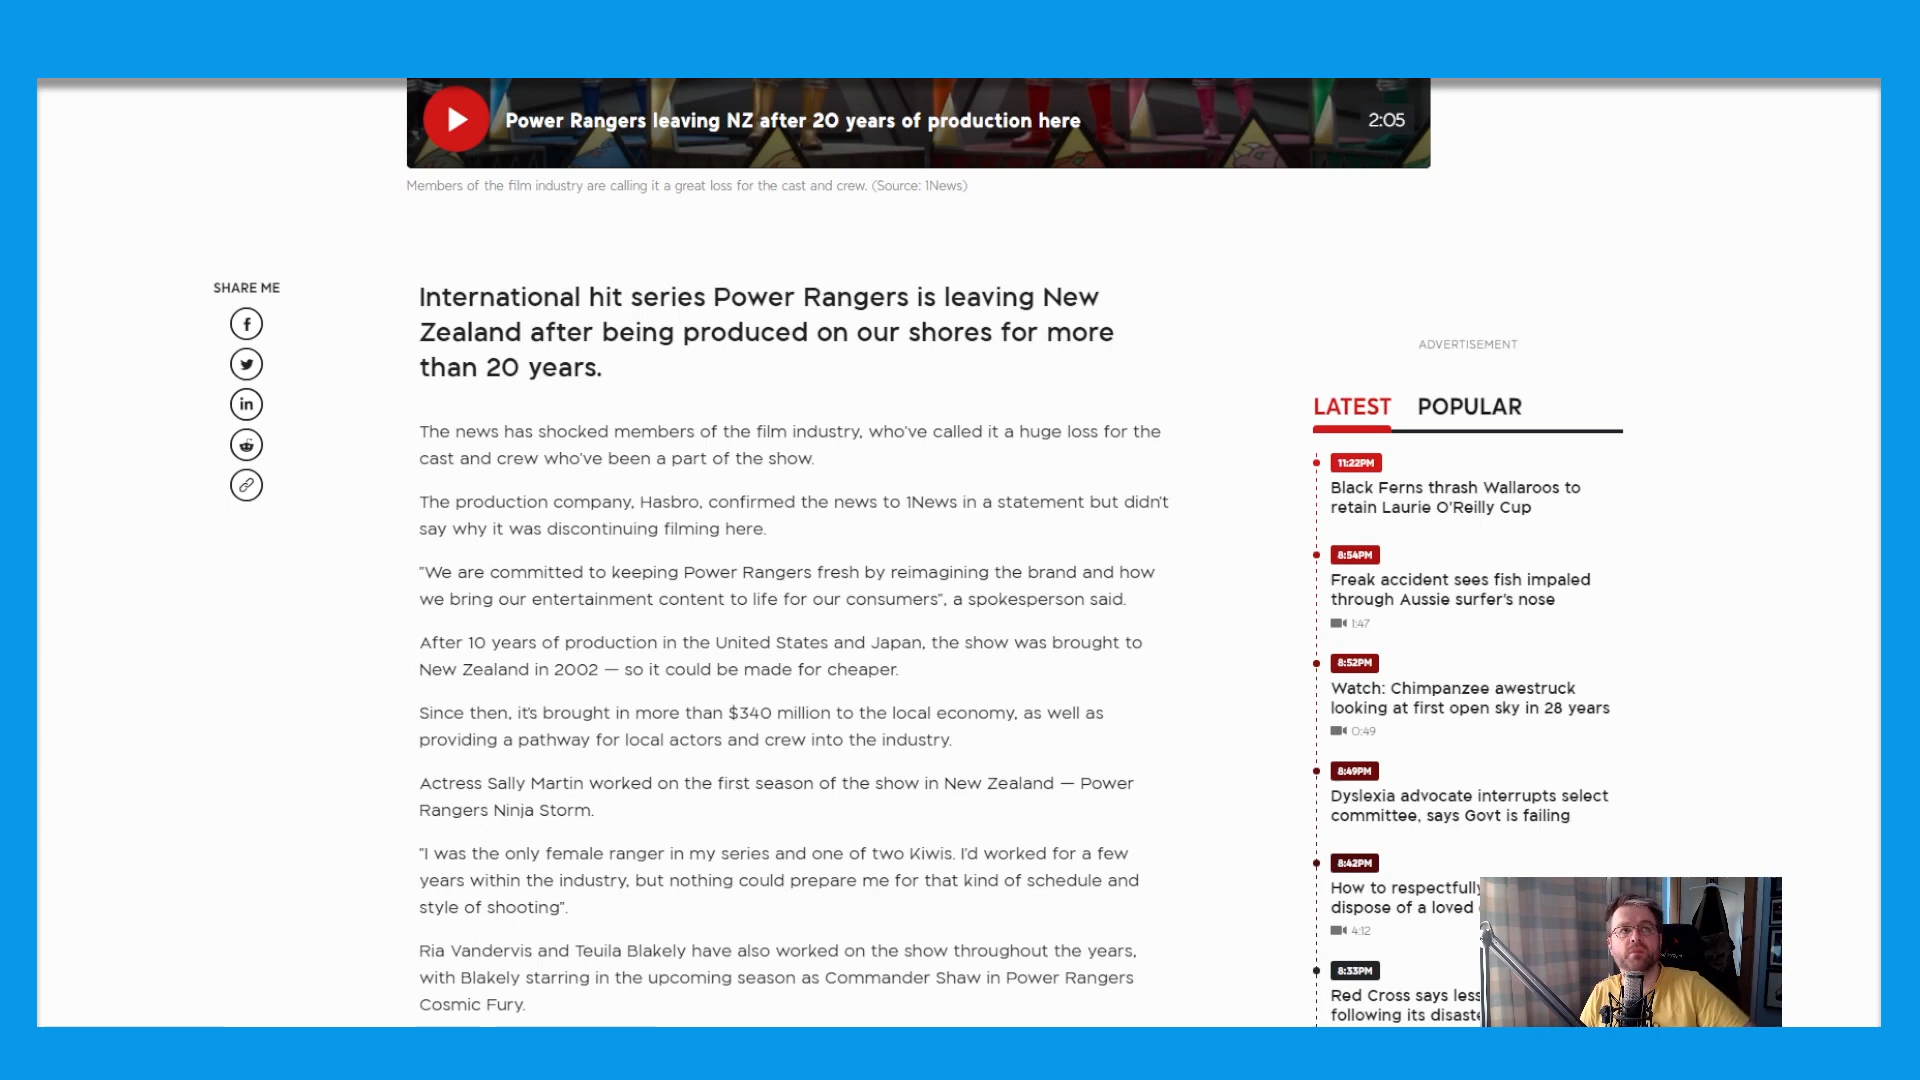 Power Rangers leaving NZ after 20 years of production here
2:05
Members of the film industry are calling it a great loss for the cast and crew. (Source: 1News)
SHARE ME
International hit series Power Rangers is leaving New
Zealand after being produced on our shores for more
than 20 years.
The news has shocked members of the film industry, who've called it a huge loss for the
cast and crew who've been a part of the show.
The production company, Hasbro, confirmed the news to 1News in a statement but didn't
say why it was discontinuing filming here.
"We are committed to keeping Power Rangers fresh by reimagining the brand and how
we bring our entertainment content to life for our consumers", a spokesperson said.
After 10 years of production in the United States and Japan, the show was brought to
New Zealand in 2002 — so it could be made for cheaper.
Since then, it's brought in more than $340 million to the local economy, as well as
providing a pathway for local actors and crew into the industry.
Actress Sally Martin worked on the first season of the show in New Zealand — Power
Rangers Ninja Storm.
"I was the only female ranger in my series and one of two Kiwis. I'd worked for a few
years within the industry, but nothing could prepare me for that kind of schedule and
style of shooting".
Ria Vandervis and Teuila Blakely have also worked on the show throughout the years,
with Blakely starring in the upcoming season as Commander Shaw in Power Rangers
Cosmic Fury.
ADVERTISEMENT
LATEST POPULAR
11:22PM
Black Ferns thrash Wallaroos to
retain Laurie O'Reilly Cup
8:54PM
Freak accident sees fish impaled
through Aussie surfer's nose
1:47
8:52PM
Watch: Chimpanzee awestruck
looking at first open sky in 28 years
0:49
8:49PM
Dyslexia advocate interrupts select
committee, says Govt is failing
8:42PM
How to respectfully
dispose of a loved
4:12
8:33PM
Red Cross says less
following its disast